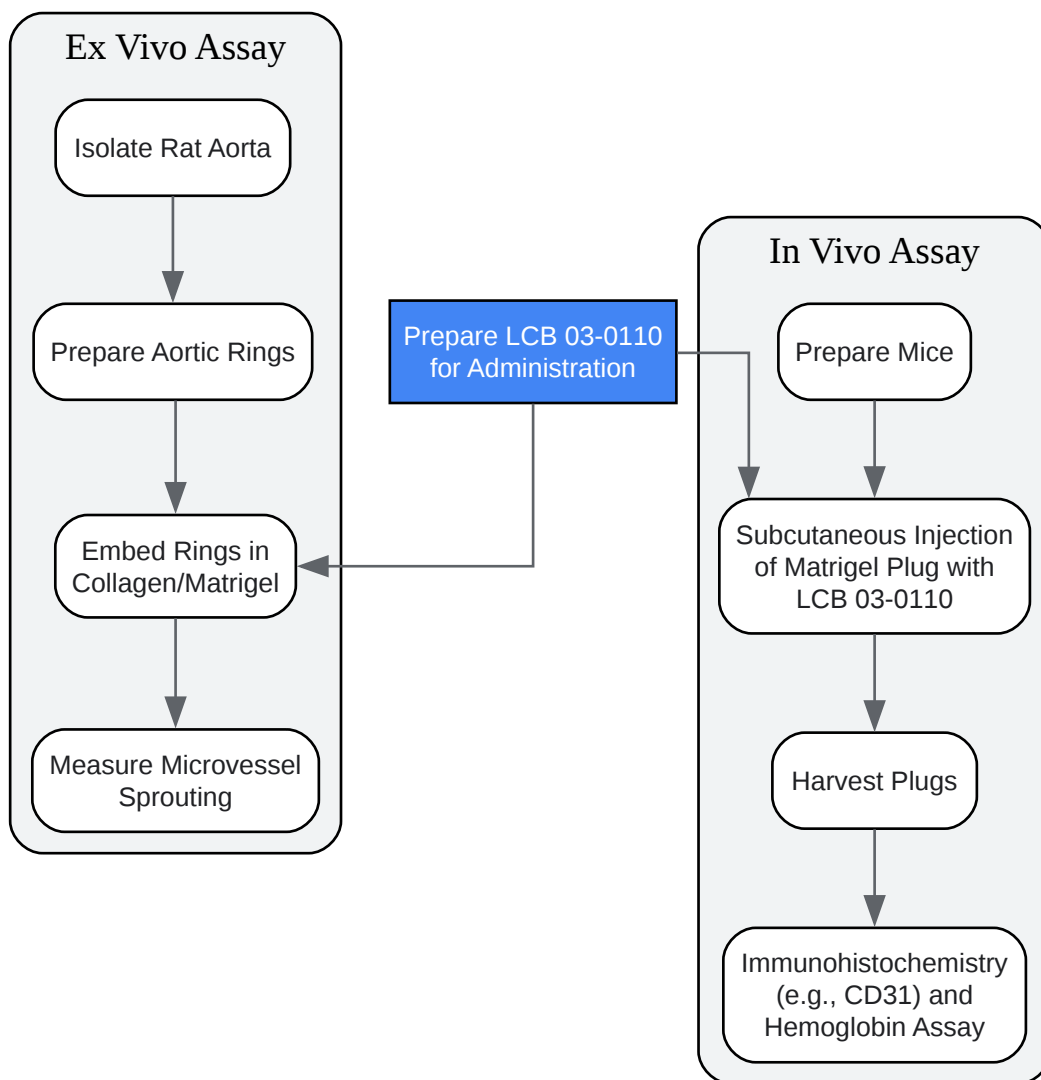 Ex Vivo Assay
Isolate Rat Aorta
Prepare Aortic Rings
Embed Rings in
Collagen/Matrigel
Measure Microvessel
Sprouting
Prepare LCB 03-0110
for Administration
In Vivo Assay
Prepare Mice
Subcutaneous Injection
of Matrigel Plug with
LCB 03-0110
Harvest Plugs
Immunohistochemistry
(e.g., CD31) and
Hemoglobin Assay